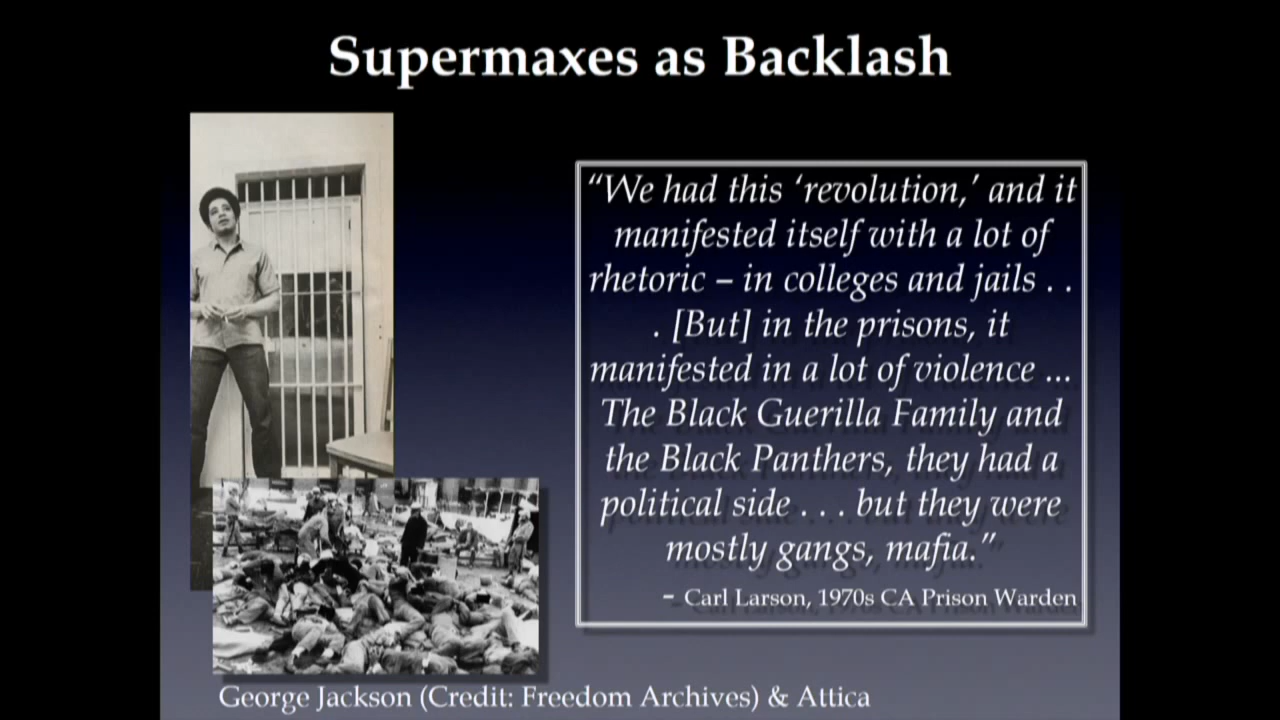 Supermaxes as Backlash
“We had this ‘revolution,’ and it
manifested itself with a lot of
rhetoric – in colleges and jails . .
. [But] in the prisons, it
manifested in a lot of violence ...
The Black Guerilla Family and
the Black Panthers, they had a
political side . . . but they were
mostly gangs, mafia.”
– Carl Larson, 1970s CA Prison Warden
George Jackson (Credit: Freedom Archives) & Attica